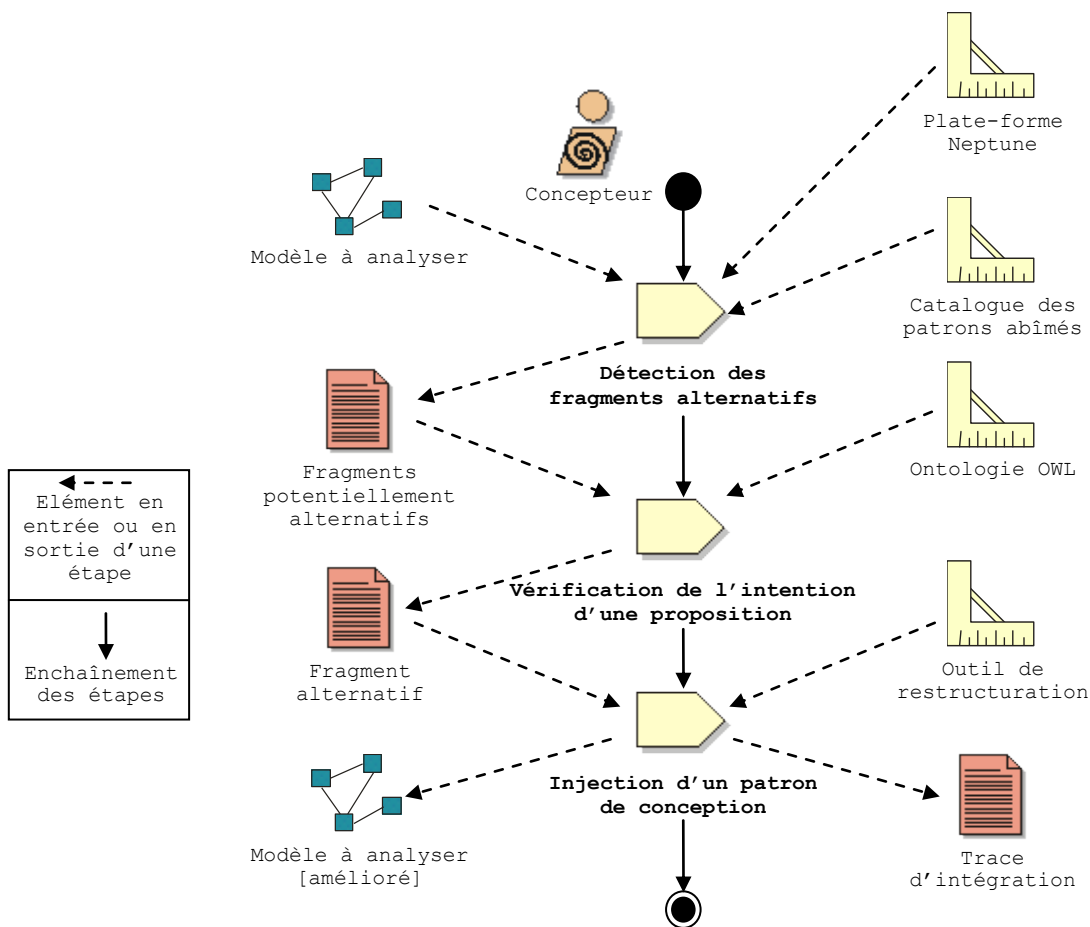 Plate-forme
Neptune
Concepteur
Modèle à analyser
Catalogue des
patrons abîmés
Détection des
fragments alternatifs
Fragments
potentiellement
alternatifs
Ontologie OWL
Elément en
entrée ou en
sortie d'une
étape
Enchaînement
des étapes
Vérification de l'intention
d'une proposition
Fragment
alternatif
Outil de
restructuration
Injection d'un patron
de conception
Modèle à analyser
[amélioré]
Trace
d'intégration